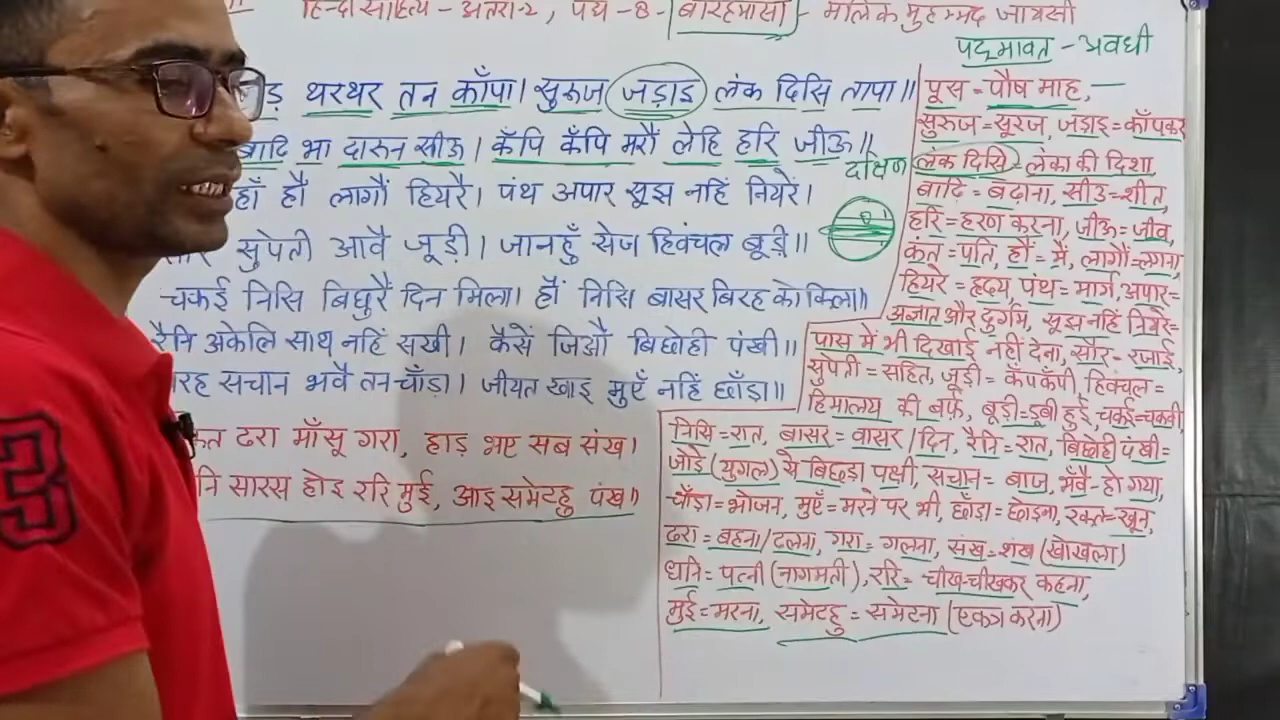 हिन्दी साहित्य - अंतरा-2, पद्य -8- बारहमासा - मलिक मुहम्मद जायसी
पद्मावत - अवधी
थरथर तन काँपा। सुरूज जड़ाइ लंक दिसि तापा॥
बाढ़ि भा दारून सीऊ। कँपि कँपि मरौं लेहि हरि जीऊ॥
हौं लागौं हियरै। पंथ अपार सूझ नहिं नियरें।
सुपेती आवै जूड़ी। जानहुँ सेज हिवंचल बूड़ी॥
चकई निसि बिछुरैं दिन मिला। हौं निसि बासर बिरह कोकिला॥
रैनि अकेलि साथ नहिं सखी। कैसें जिऔं बिछोही पंखी॥
सचान भवै तन चाँड़ा। जीयत खाइ मुएँ नहिं छाँड़ा॥
ढरा माँसू गरा, हाड़ भए सब संख।
सारस होइ ररि मुई, आइ समेटहु पंख॥
दक्षिण
पूस = पौष माह, —
सुरूज = सूरज, जड़ाइ = काँपकर
लंक दिसि = लंका की दिशा
बाढ़ि = बढ़ाना, सीउ = शीत,
हरि = हरण करना, जीऊ = जीव,
कंत = पति, हौं = मैं, लागौं = लगना,
हियरे = हृदय, पंथ = मार्ग, अपार =
अज्ञात और दुर्गम, सूझ नहिं नियरे =
पास में भी दिखाई नहीं देना, सौर = रजाई,
सुपेती = सहित, जूड़ी = कँपकँपी, हिवंचल =
हिमालय की बर्फ, बूड़ी = डूबी हुई, चकई = चकवी,
निसि = रात, बासर = वासर / दिन, रैनि = रात, बिछोही पंखी =
जोड़े (युगल) से बिछड़ा पक्षी, सचान = बाज, भँवै - हो गया,
चाँड़ा = भोजन, मुएँ = मरने पर भी, छाँड़ा = छोड़ना, रक्त = खून,
ढरा = बहना / ढलना, गरा = गलना, संख = शंख (खोखला)
धनि = पत्नी (नागमती), ररि = चीख-चीखकर कहना,
मुई = मरना, समेटहु = समेटना (एकत्र करना)
3